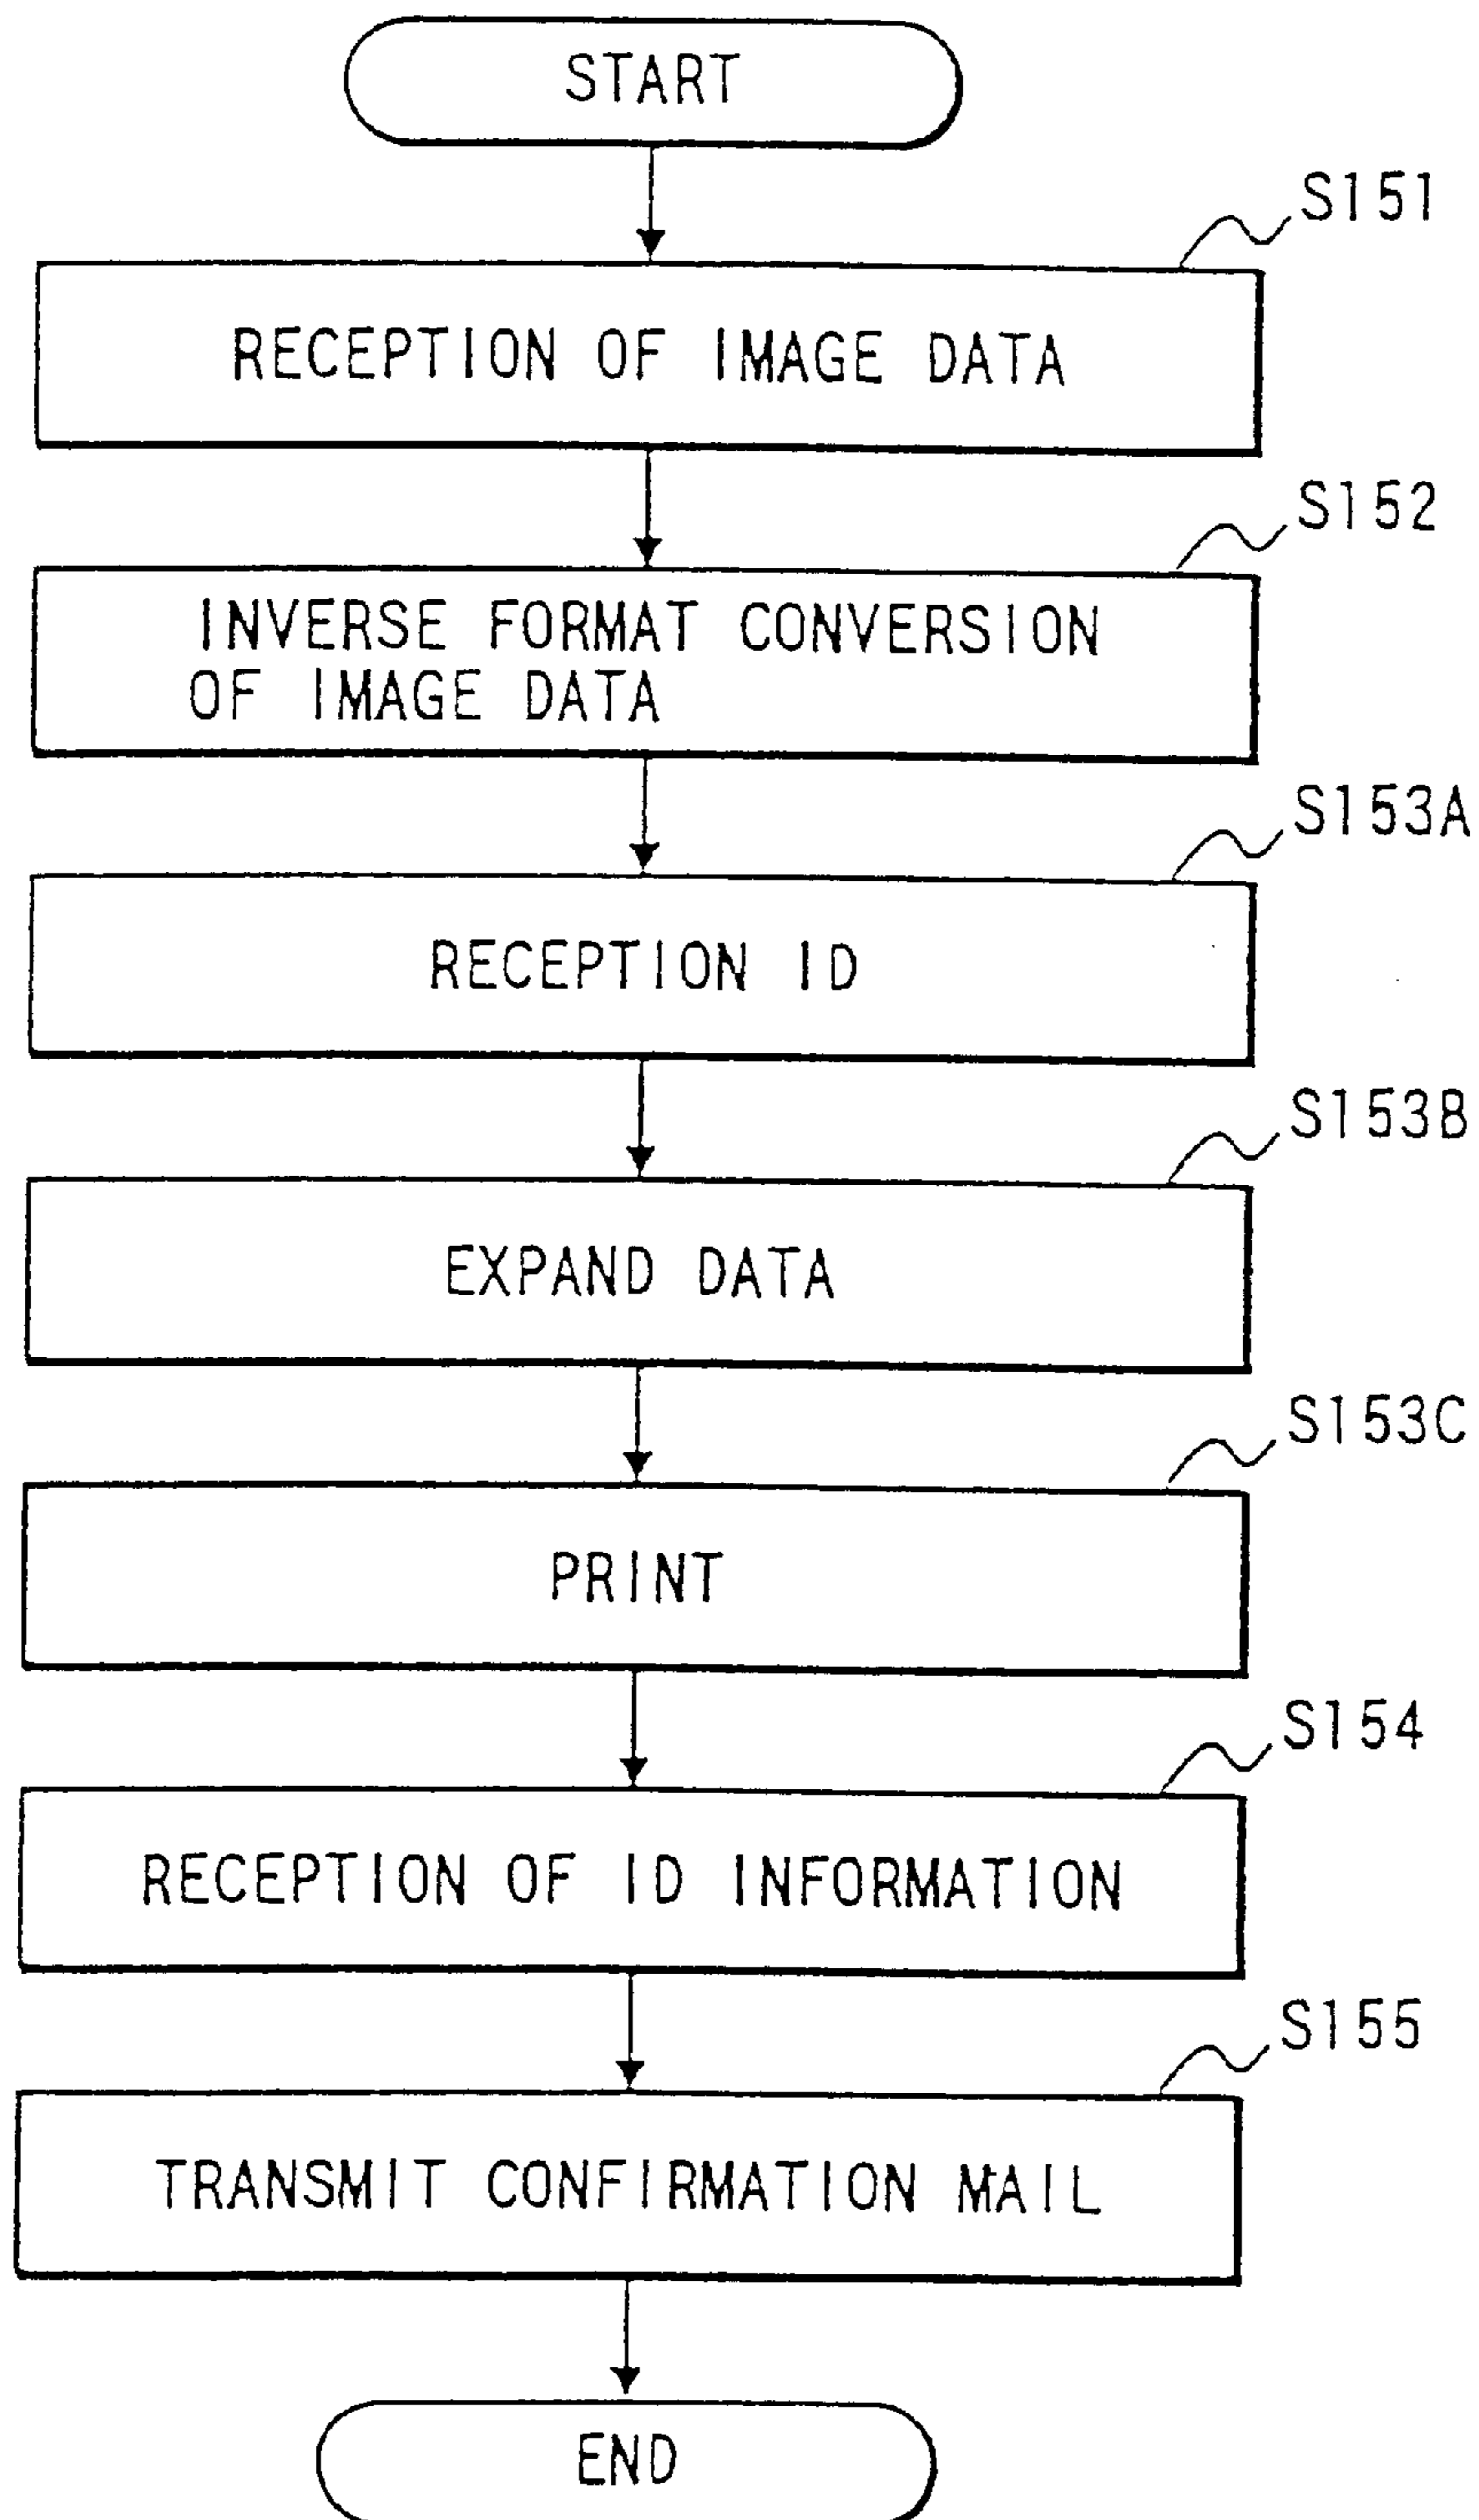 START
S151
RECEPTION OF IMAGE DATA
S152
INVERSE FORMAT CONVERSION
OF IMAGE DATA
S153A
RECEPTION ID
S153B
EXPAND DATA
S153C
PRINT
S154
RECEPTION OF ID INFORMATION
S155
TRANSMIT CONFIRMATION MAIL
END